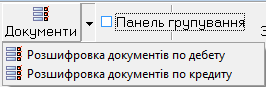 Документи
Панель групування
Розшифровка документів по дебету
Розшифровка документів по кредиту